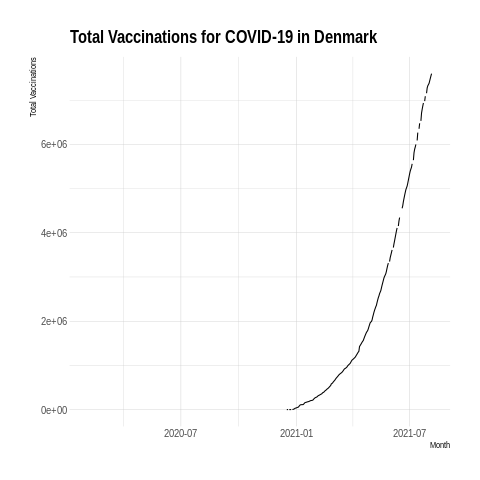 Total Vaccinations for COVID-19 in Denmark
Total Vaccinations
6e+06
4e+06
2e+06
0e+00
2020-07
2021-01
2021-07
Month